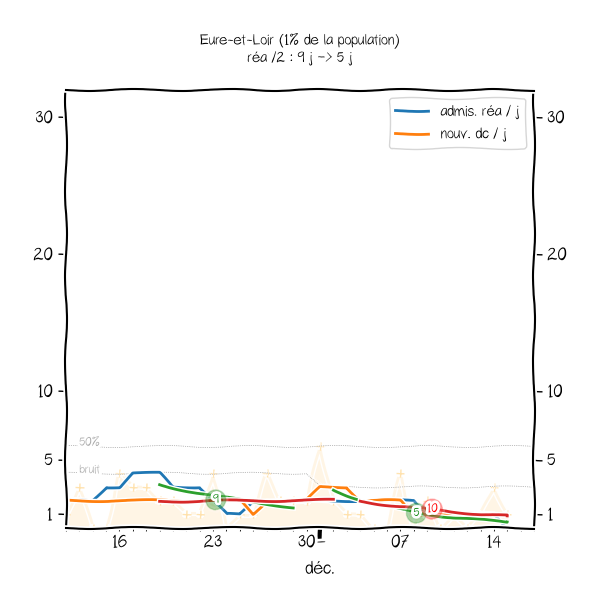 Eure-et-Loir (1% de la population)
réa /2 : 9 j -> 5 j
admis. réa / j
nouv. dc / j
30 30
20 20
10 10
50%
5 5
bruit
9
5 10
1 1
16 23 30 07 14
déc.